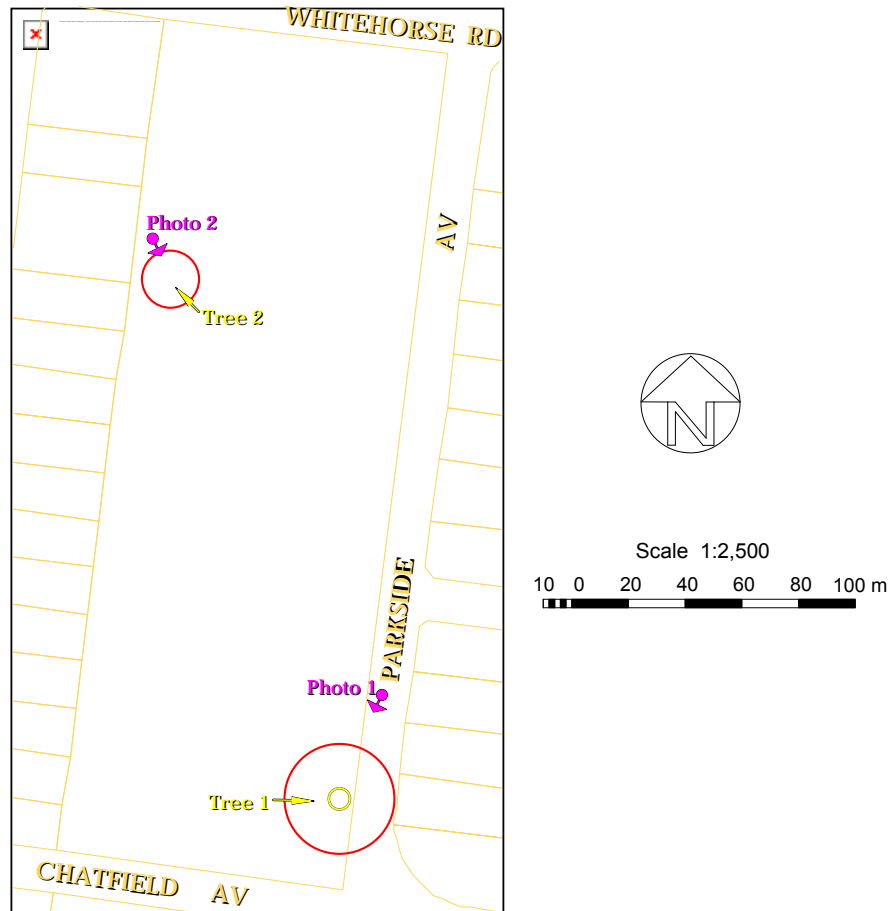 WHITEHORSE RD
AV
Photo 2
Tree 2
N
Scale 1:2,500
10 0 20 40 60 80 100 m
PARKSIDE
Photo 1
Tree 1
CHATFIELD AV